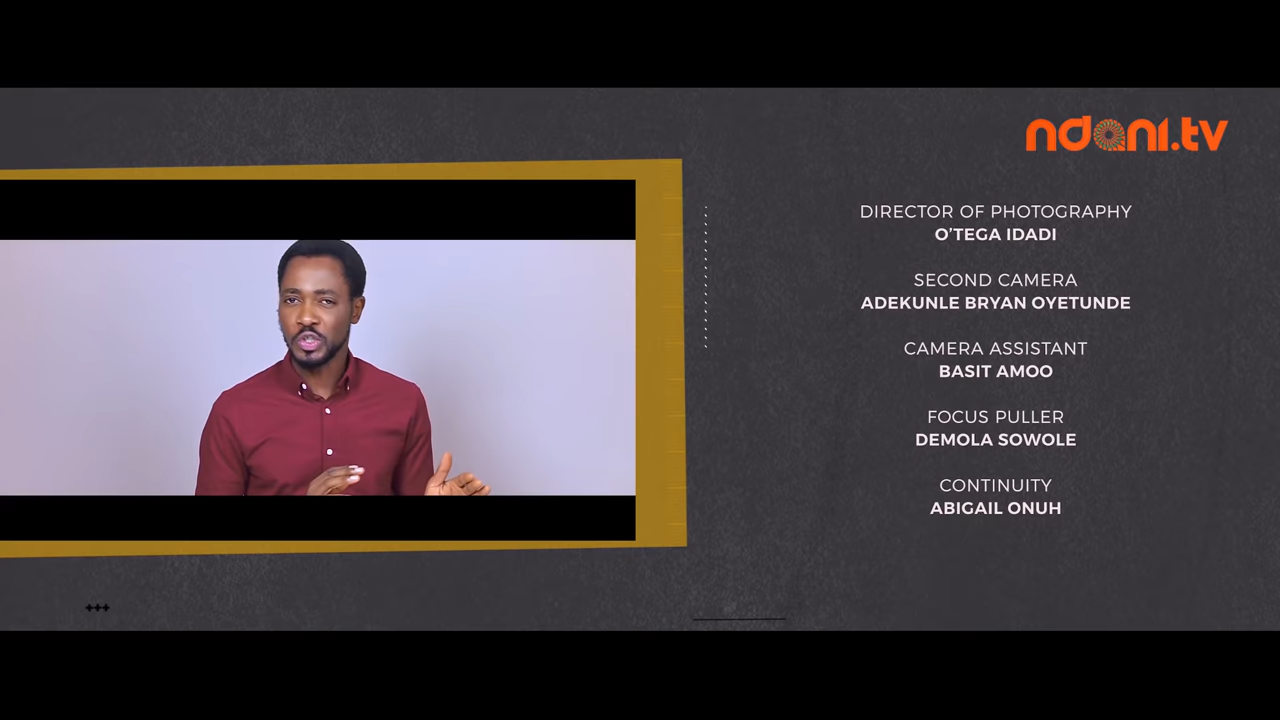 ndani.tv
DIRECTOR OF PHOTOGRAPHY
O'TEGA IDADI
SECOND CAMERA
ADEKUNLE BRYAN OYETUNDE
CAMERA ASSISTANT
BASIT AMOO
FOCUS PULLER
DEMOLA SOWOLE
CONTINUITY
ABIGAIL ONUH